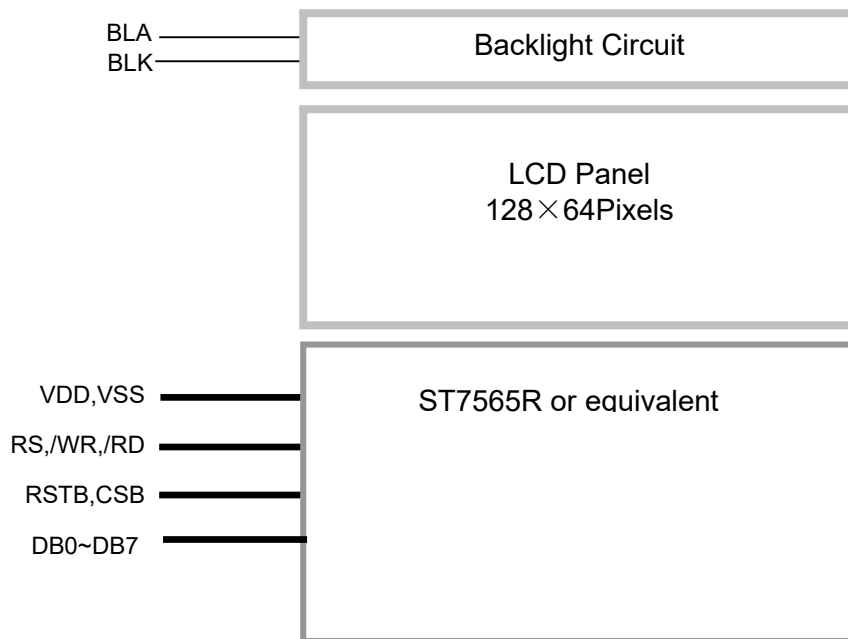 BLA
BLK
Backlight Circuit
LCD Panel
128×64Pixels
VDD,VSS
ST7565R or equivalent
RS,/WR,/RD
RSTB,CSB
DB0~DB7